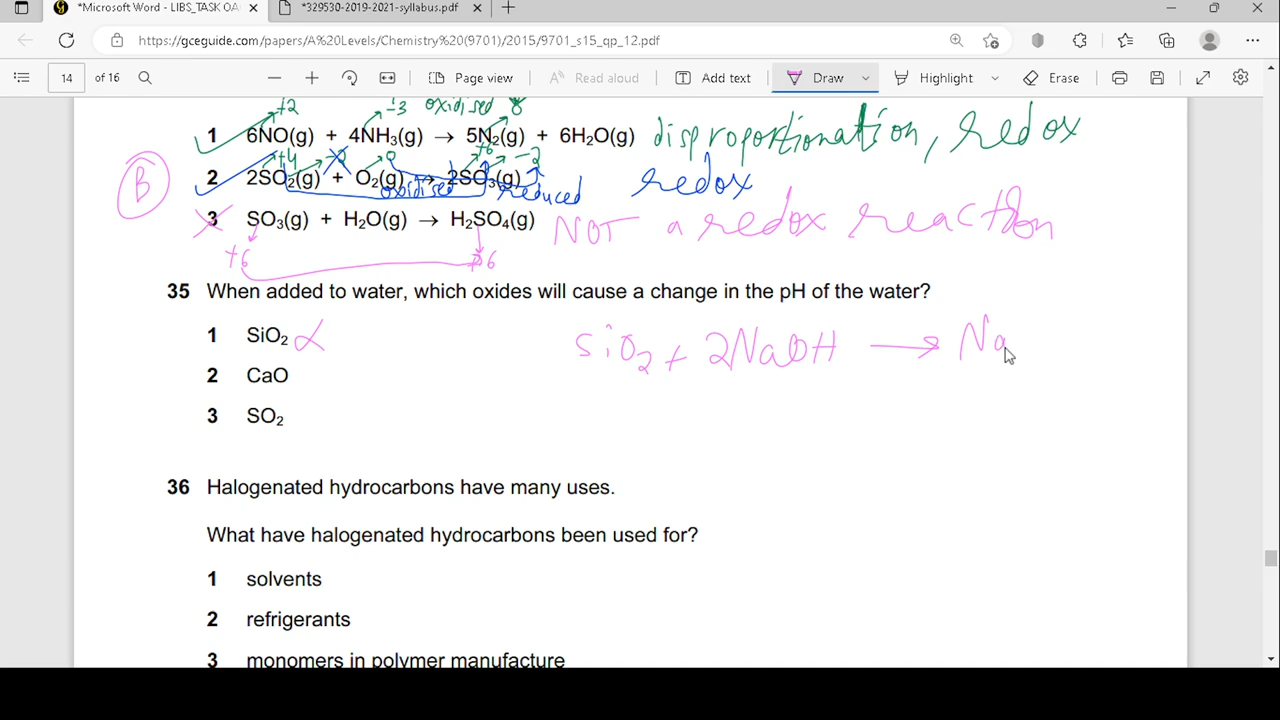 *Microsoft Word - LIBS_TASK OA
*329530-2019-2021-syllabus.pdf
https://gceguide.com/papers/A%20Levels/Chemistry%20(9701)/2015/9701_s15_qp_12.pdf
14 of 16 Page view Read aloud Add text Draw Highlight Erase
+2 -3 oxidised 0
1 6NO(g) + 4NH₃(g) → 5N₂(g) + 6H₂O(g) disproportionation, redox
+4 -2 0 +6 -2
2 2SO₂(g) + O₂(g) → 2SO₃(g) redox
oxidised reduced
B
3 SO₃(g) + H₂O(g) → H₂SO₄(g) NOT a redox reaction
+6 +6
35 When added to water, which oxides will cause a change in the pH of the water?
1 SiO₂ SiO₂ + 2NaOH → Na
2 CaO
3 SO₂
36 Halogenated hydrocarbons have many uses.
What have halogenated hydrocarbons been used for?
1 solvents
2 refrigerants
3 monomers in polymer manufacture